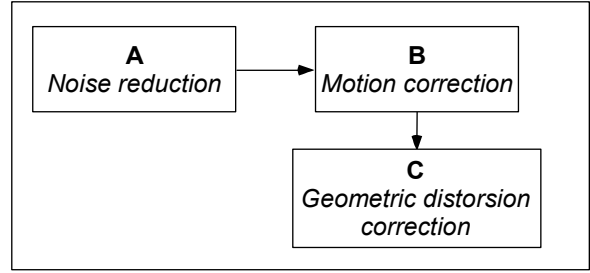 A
Noise reduction
B
Motion correction
C
Geometric distorsion
correction